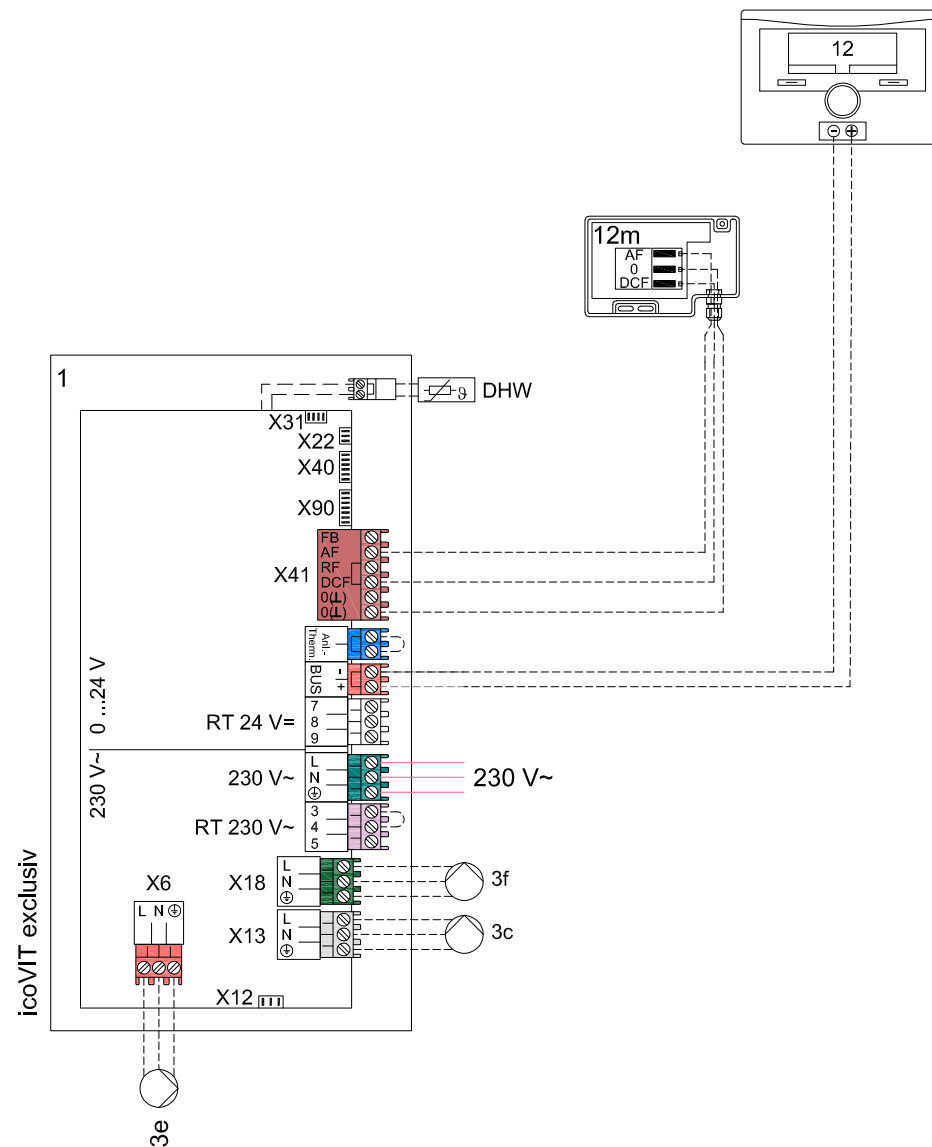 12
− +
12m
AF
0
DCF
1
DHW
ϑ
X31
X22
X40
X90
X41
FB
AF
RF
DCF
0(⊥)
0(⊥)
Anl.-
Therm.
BUS
-
+
0 ...24 V
230 V~
RT 24 V=
7
8
9
230 V~
L
N
230 V~
RT 230 V~
3
4
5
X18
L
N
3f
X13
L
N
3c
X6
L N
X12
icoVIT exclusiv
3e